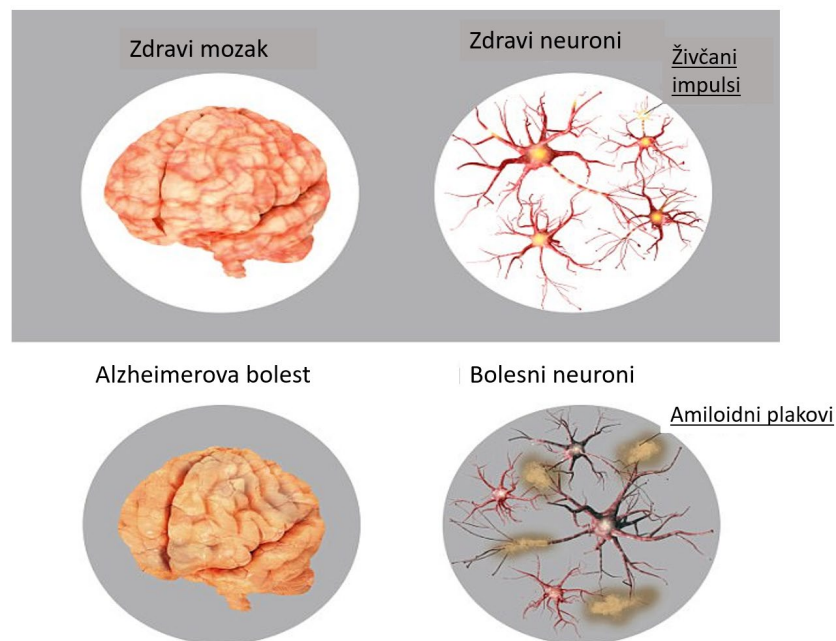 Zdravi mozak
Zdravi neuroni
Živčani
impulsi
Alzheimerova bolest
Bolesni neuroni
Amiloidni plakovi